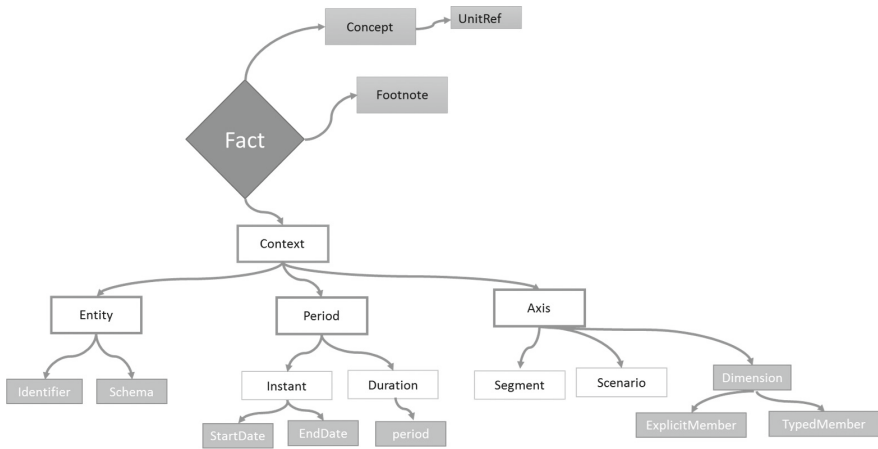 Concept
UnitRef
Footnote
Fact
Context
Entity
Period
Axis
Identifier
Schema
Instant
Duration
Segment
Scenario
Dimension
StartDate
EndDate
period
ExplicitMember
TypedMember